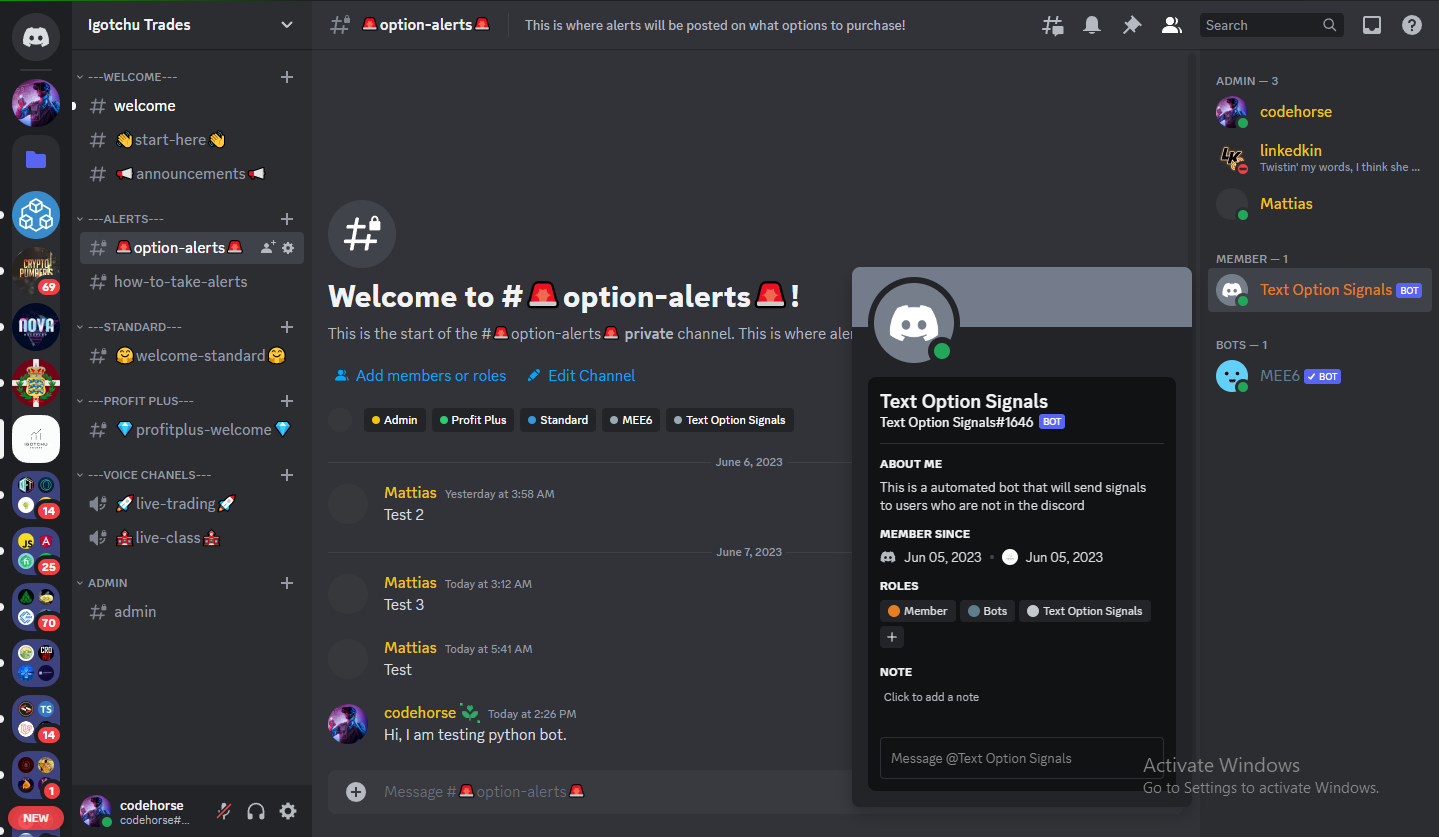 Igotchu Trades
🚨option-alerts🚨
This is where alerts will be posted on what options to purchase!
Search
---WELCOME---
welcome
👋start-here👋
📢announcements📢
---ALERTS---
🚨option-alerts🚨
how-to-take-alerts
---STANDARD---
🤗welcome-standard🤗
---PROFIT PLUS---
💎profitplus-welcome💎
---VOICE CHANELS---
🚀live-trading🚀
🏫live-class🏫
ADMIN
admin
CRYPTO PUMPERS
69
NOVA
IGOTCHU
14
JS
A
25
70
CRO
TS
14
1
NEW
codehorse
codehorse#...
Welcome to #🚨option-alerts🚨!
This is the start of the #🚨option-alerts🚨 private channel. This is where aler
Add members or roles
Edit Channel
Admin
Profit Plus
Standard
MEE6
Text Option Signals
June 6, 2023
Mattias Yesterday at 3:58 AM
Test 2
June 7, 2023
Mattias Today at 3:12 AM
Test 3
Mattias Today at 5:41 AM
Test
codehorse Today at 2:26 PM
Hi, I am testing python bot.
Message #🚨option-alerts🚨
Text Option Signals
Text Option Signals#1646 BOT
ABOUT ME
This is a automated bot that will send signals
to users who are not in the discord
MEMBER SINCE
Jun 05, 2023 • Jun 05, 2023
ROLES
Member
Bots
Text Option Signals
+
NOTE
Click to add a note
Message @Text Option Signals
ADMIN — 3
codehorse
LK
linkedkin
Twistin' my words, I think she ...
Mattias
MEMBER — 1
Text Option Signals BOT
BOTS — 1
MEE6 ✓ BOT
Activate Windows
Go to Settings to activate Windows.